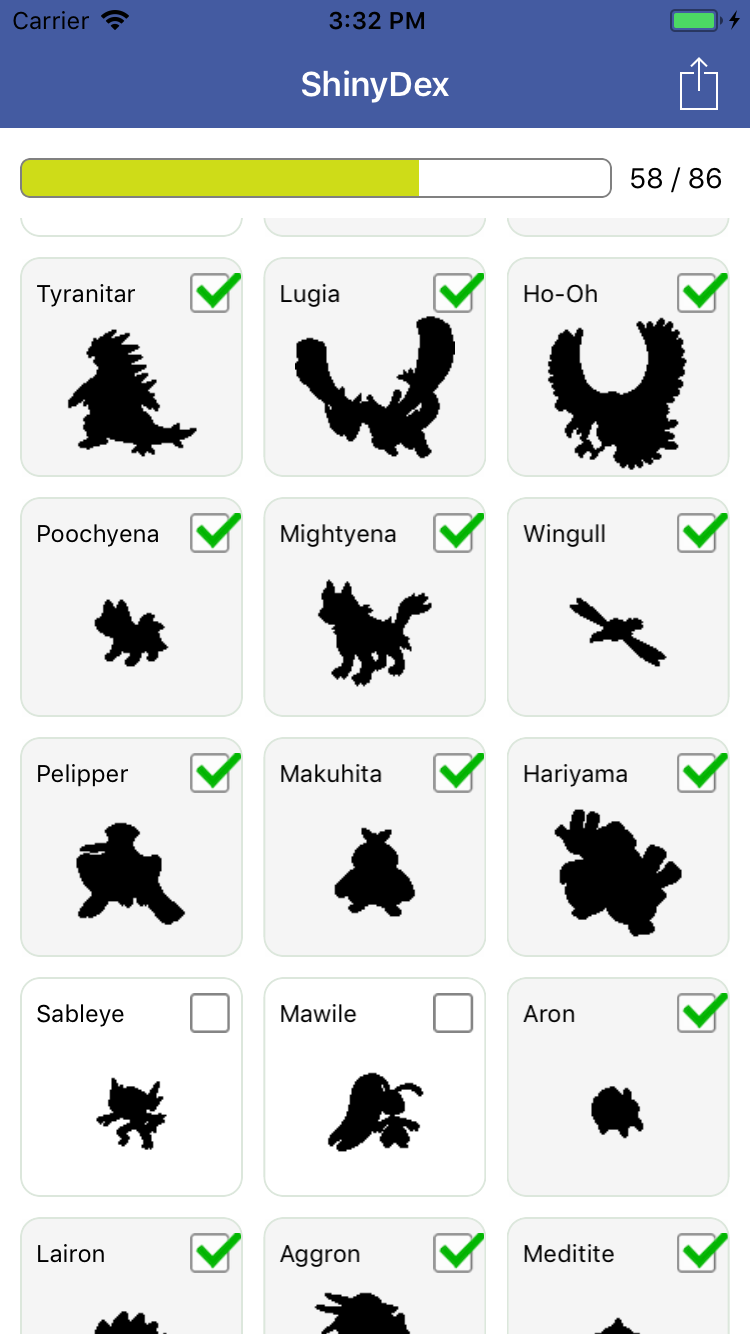 Carrier 3:32 PM
ShinyDex
58 / 86
Tyranitar Lugia Ho-Oh
Poochyena Mightyena Wingull
Pelipper Makuhita Hariyama
Sableye Mawile Aron
Lairon Aggron Meditite